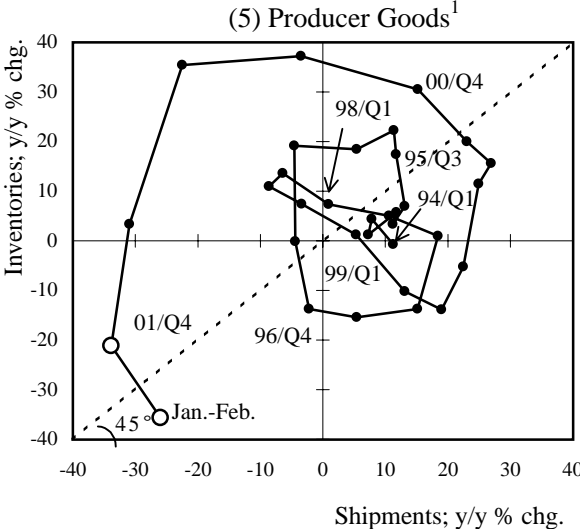 (5) Producer Goods1
Inventories; y/y % chg.
40
30
20
10
0
-10
-20
-30
-40
00/Q4
98/Q1
95/Q3
94/Q1
99/Q1
96/Q4
01/Q4
Jan.-Feb.
45°
-40 -30 -20 -10 0 10 20 30 40
Shipments; y/y % chg.